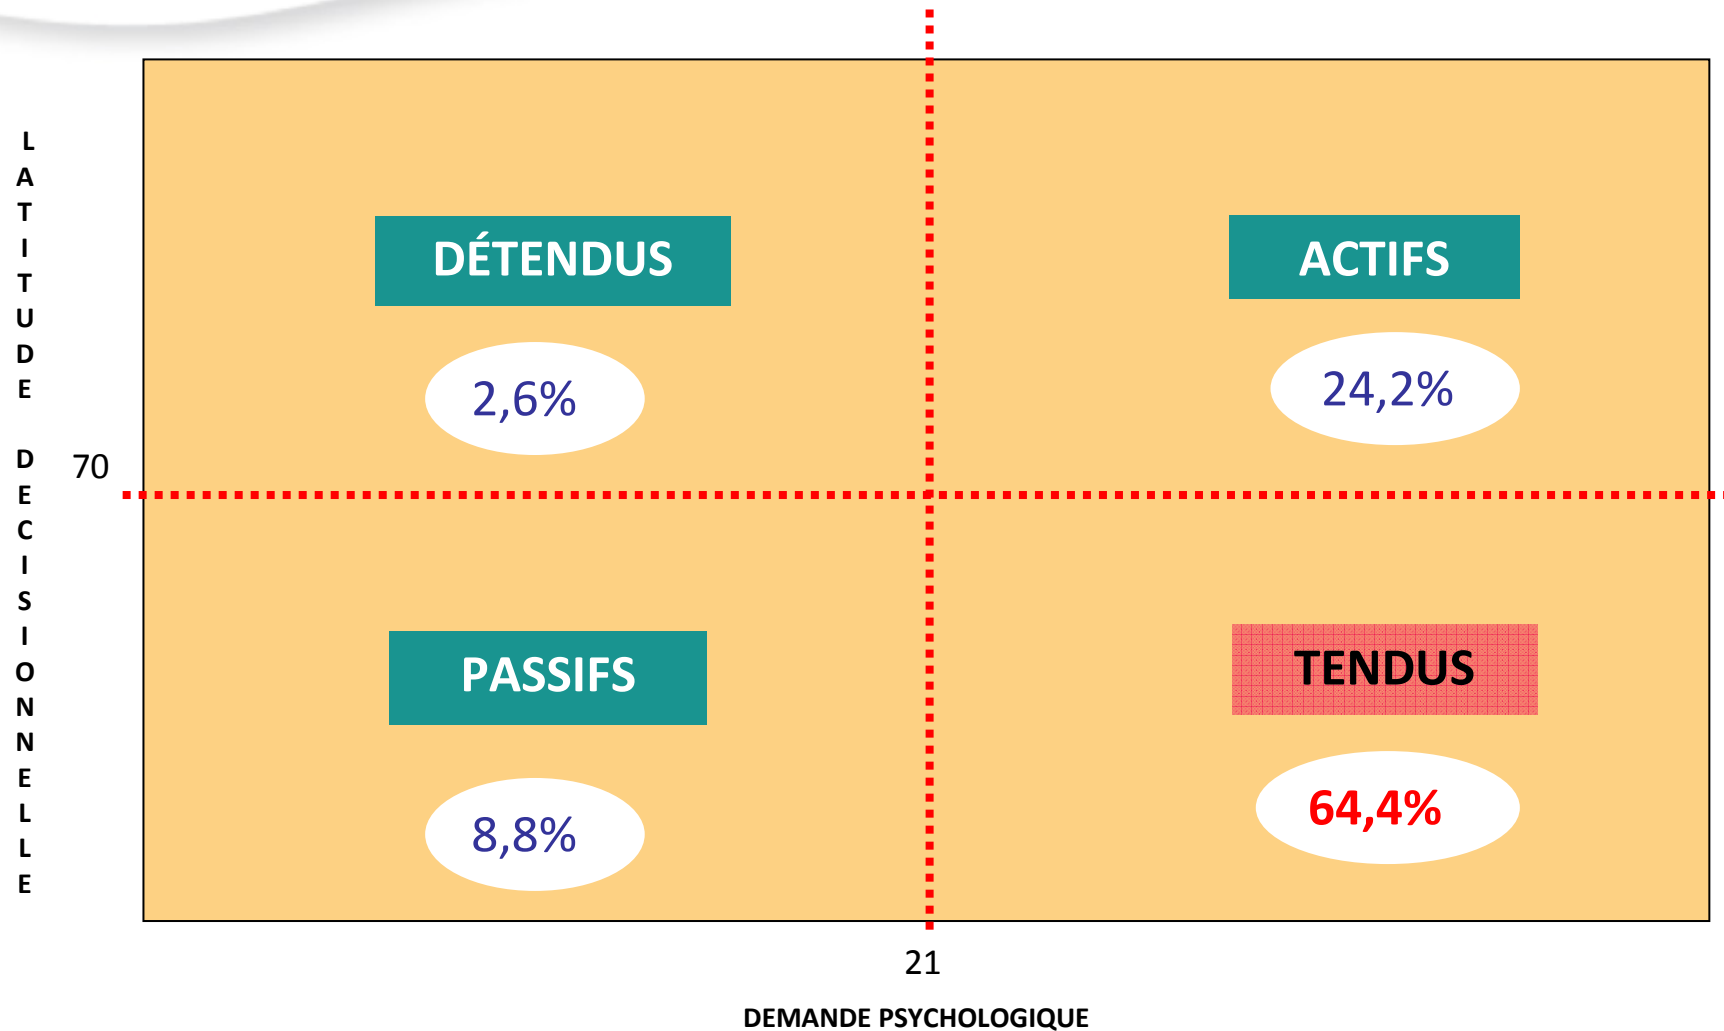 LATITUDE DECISIONNELLE
DÉTENDUS
ACTIFS
2,6%
24,2%
70
PASSIFS
TENDUS
8,8%
64,4%
21
DEMANDE PSYCHOLOGIQUE